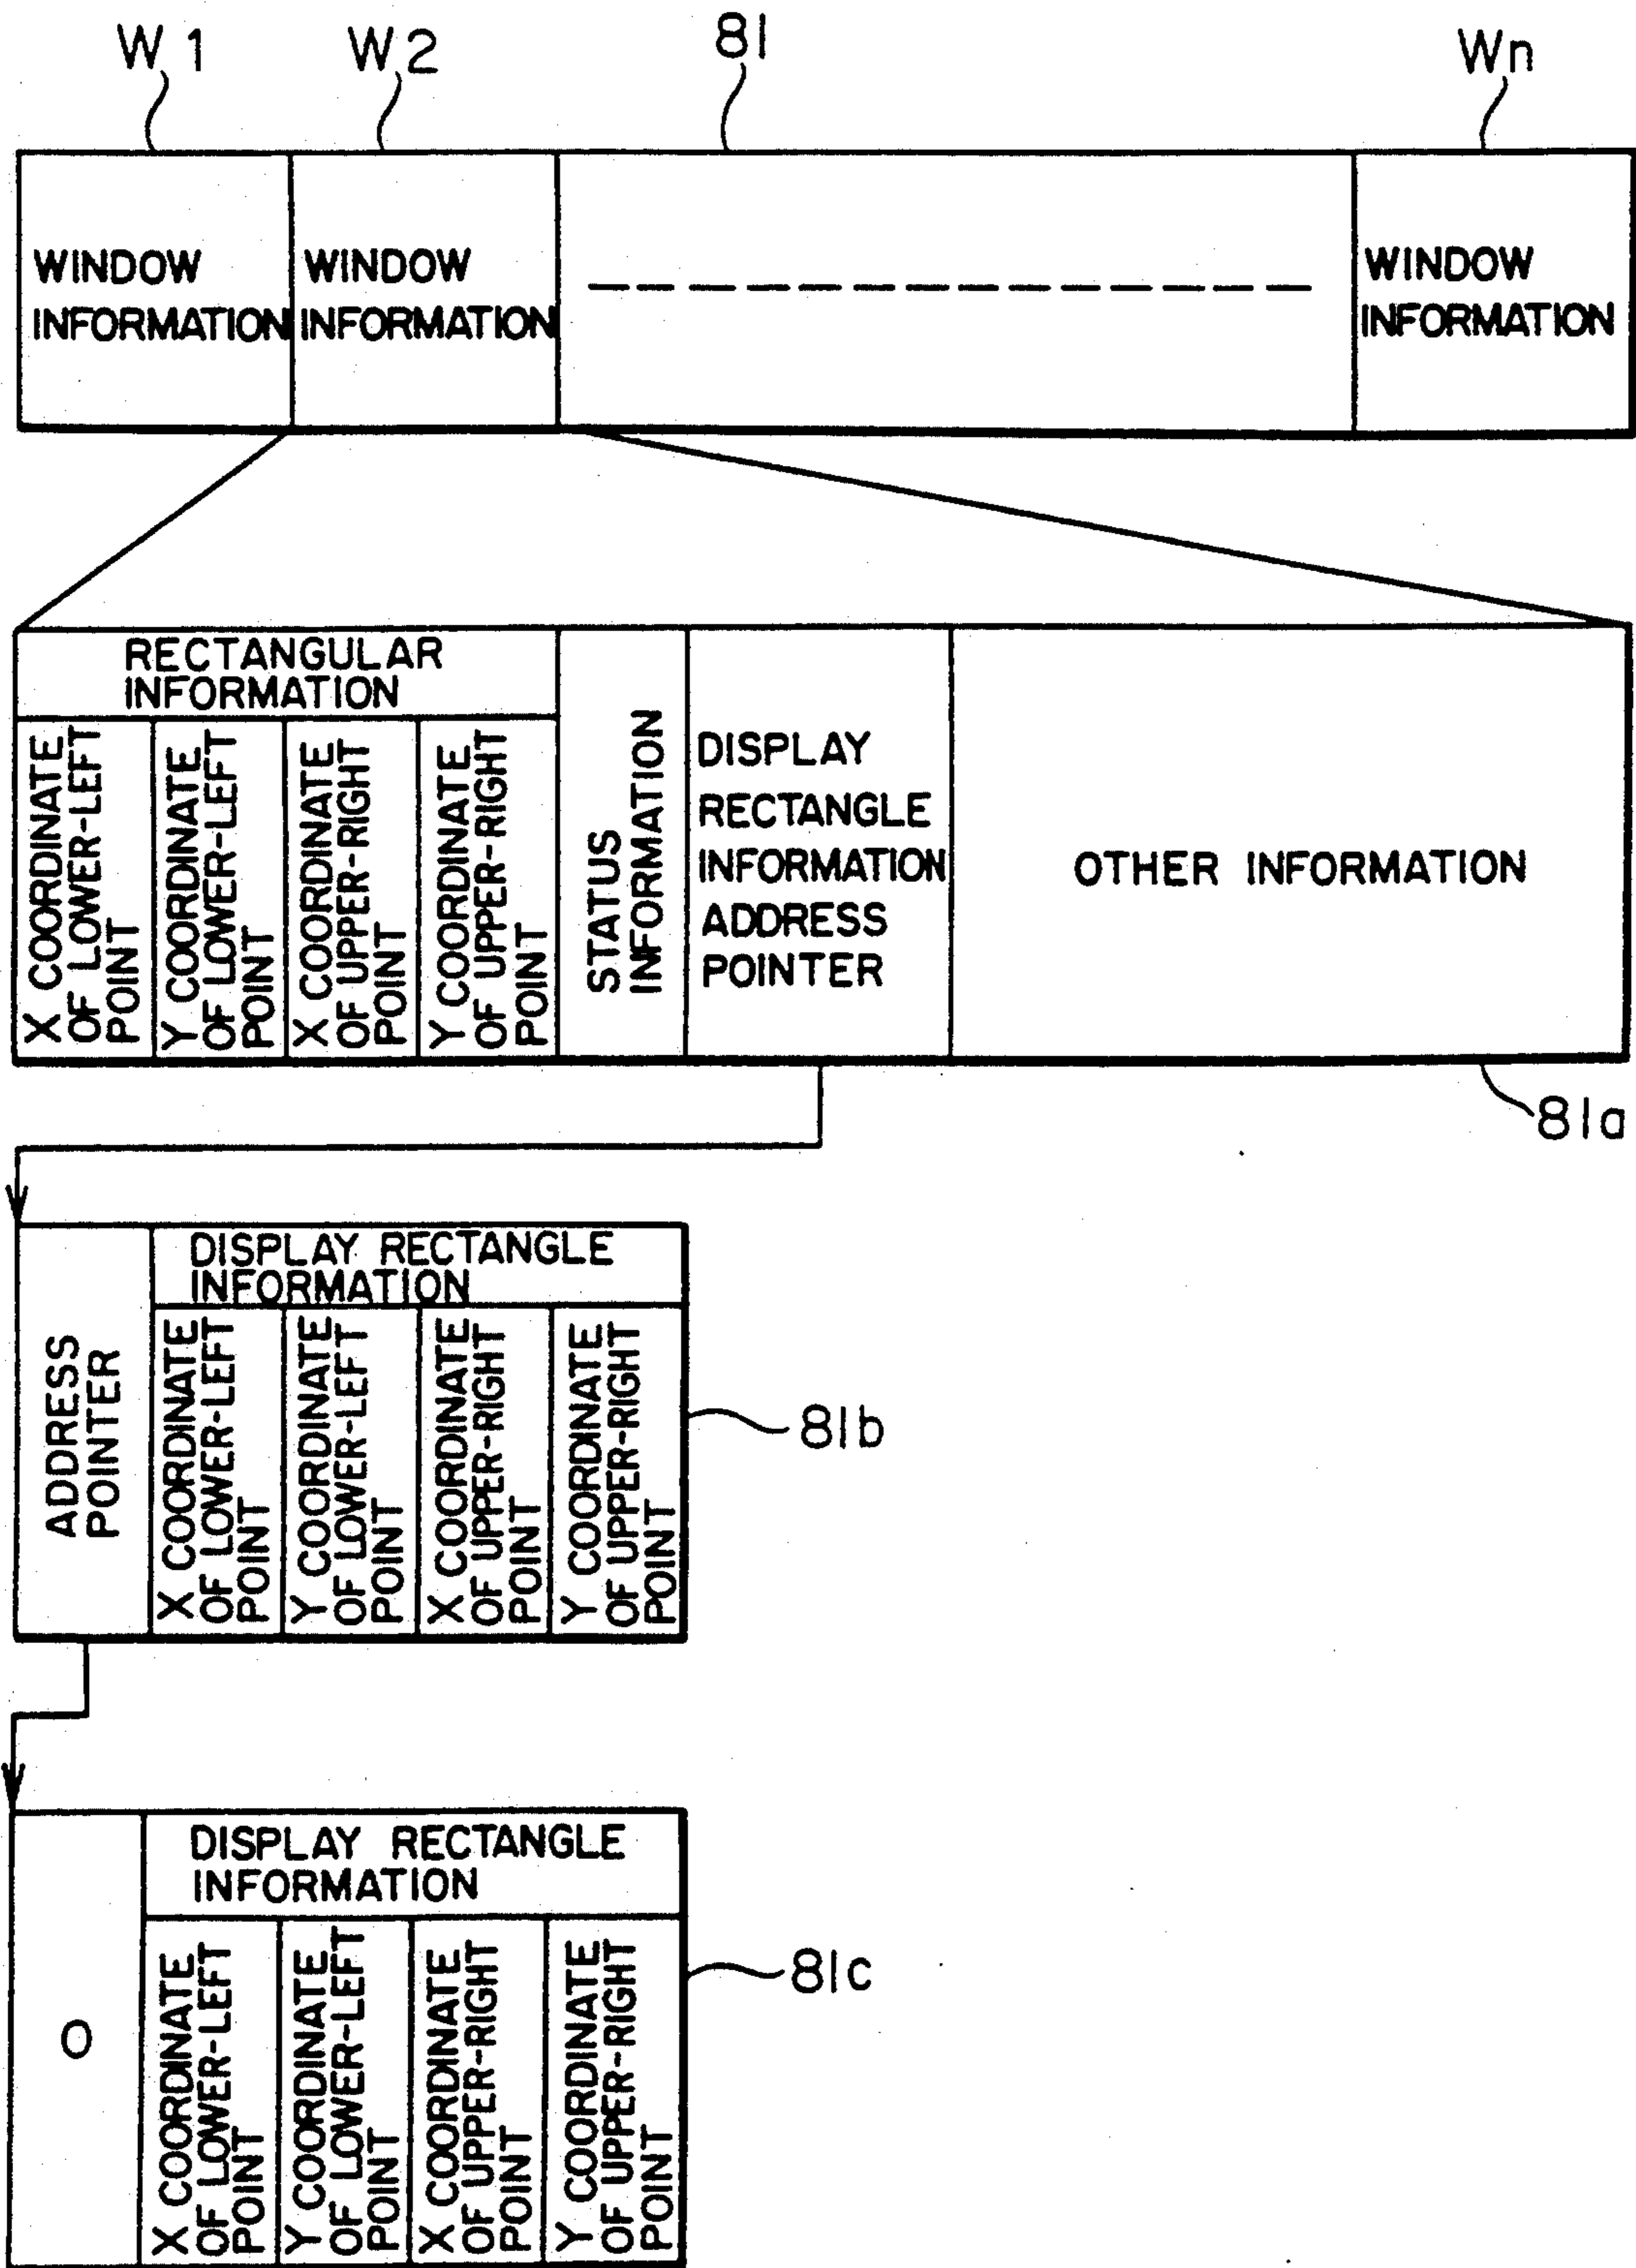 W1 W2 81 Wn
WINDOW
INFORMATION
WINDOW
INFORMATION
WINDOW
INFORMATION
RECTANGULAR
INFORMATION
X COORDINATE
OF LOWER-LEFT
POINT
Y COORDINATE
OF LOWER-LEFT
POINT
X COORDINATE
OF UPPER-RIGHT
POINT
Y COORDINATE
OF UPPER-RIGHT
POINT
STATUS
INFORMATION
DISPLAY
RECTANGLE
INFORMATION
ADDRESS
POINTER
OTHER INFORMATION
81a
ADDRESS
POINTER
DISPLAY RECTANGLE
INFORMATION
X COORDINATE
OF LOWER-LEFT
POINT
Y COORDINATE
OF LOWER-LEFT
POINT
X COORDINATE
OF UPPER-RIGHT
POINT
Y COORDINATE
OF UPPER-RIGHT
POINT
81b
0
DISPLAY RECTANGLE
INFORMATION
X COORDINATE
OF LOWER-LEFT
POINT
Y COORDINATE
OF LOWER-LEFT
POINT
X COORDINATE
OF UPPER-RIGHT
POINT
Y COORDINATE
OF UPPER-RIGHT
POINT
81c